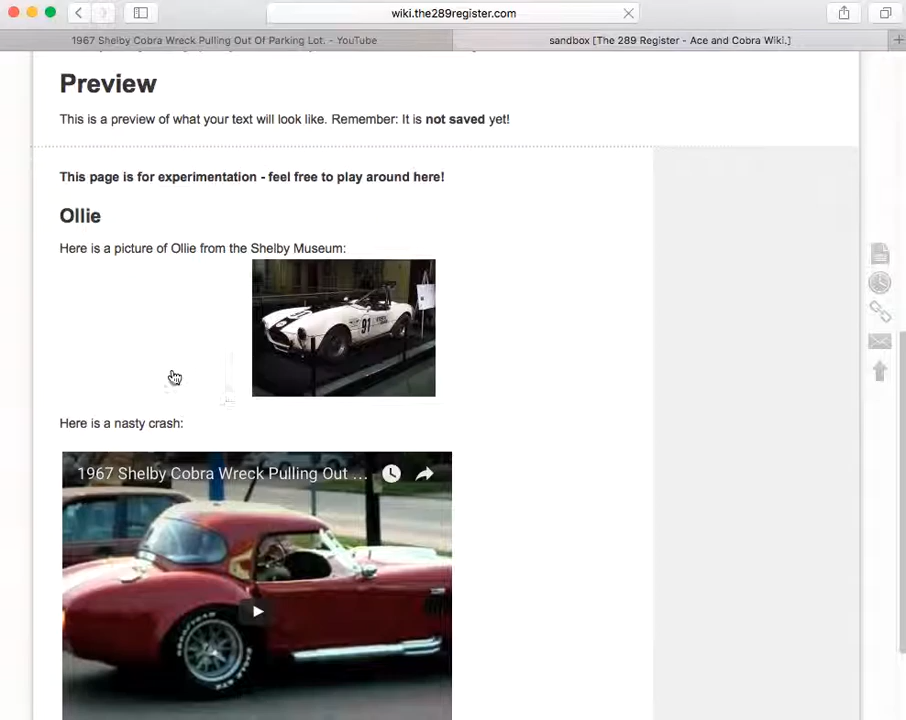 wiki.the289register.com
1967 Shelby Cobra Wreck Pulling Out Of Parking Lot. - YouTube
sandbox [The 289 Register - Ace and Cobra Wiki.]
Preview
This is a preview of what your text will look like. Remember: It is not saved yet!
This page is for experimentation - feel free to play around here!
Ollie
Here is a picture of Ollie from the Shelby Museum:
91
Here is a nasty crash:
1967 Shelby Cobra Wreck Pulling Out ...